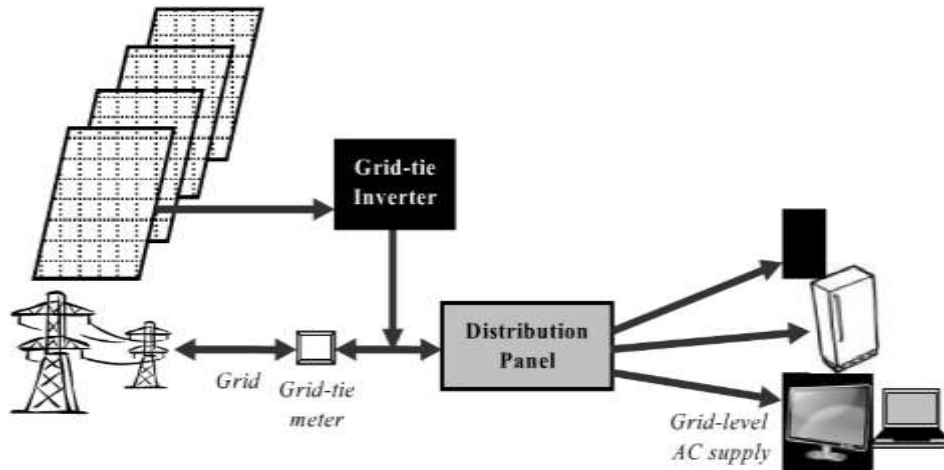 Grid-tie
Inverter
Distribution
Panel
Grid
Grid-tie
meter
Grid-level
AC supply